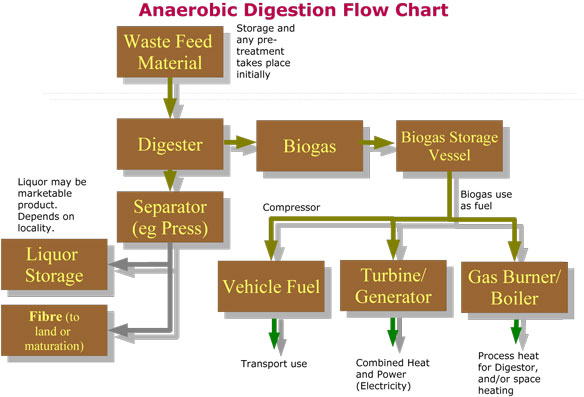 Anaerobic Digestion Flow Chart
Waste Feed
Material
Storage and
any pre-
treatment
takes place
initially
Digester
Biogas
Biogas Storage
Vessel
Liquor may be
marketable
product.
Depends on
locality.
Separator
(eg Press)
Compressor
Biogas use
as fuel
Liquor
Storage
Vehicle Fuel
Turbine/
Generator
Gas Burner/
Boiler
Fibre (to
land or
maturation)
Transport use
Combined Heat
and Power
(Electricity)
Process heat
for Digestor,
and/or space
heating